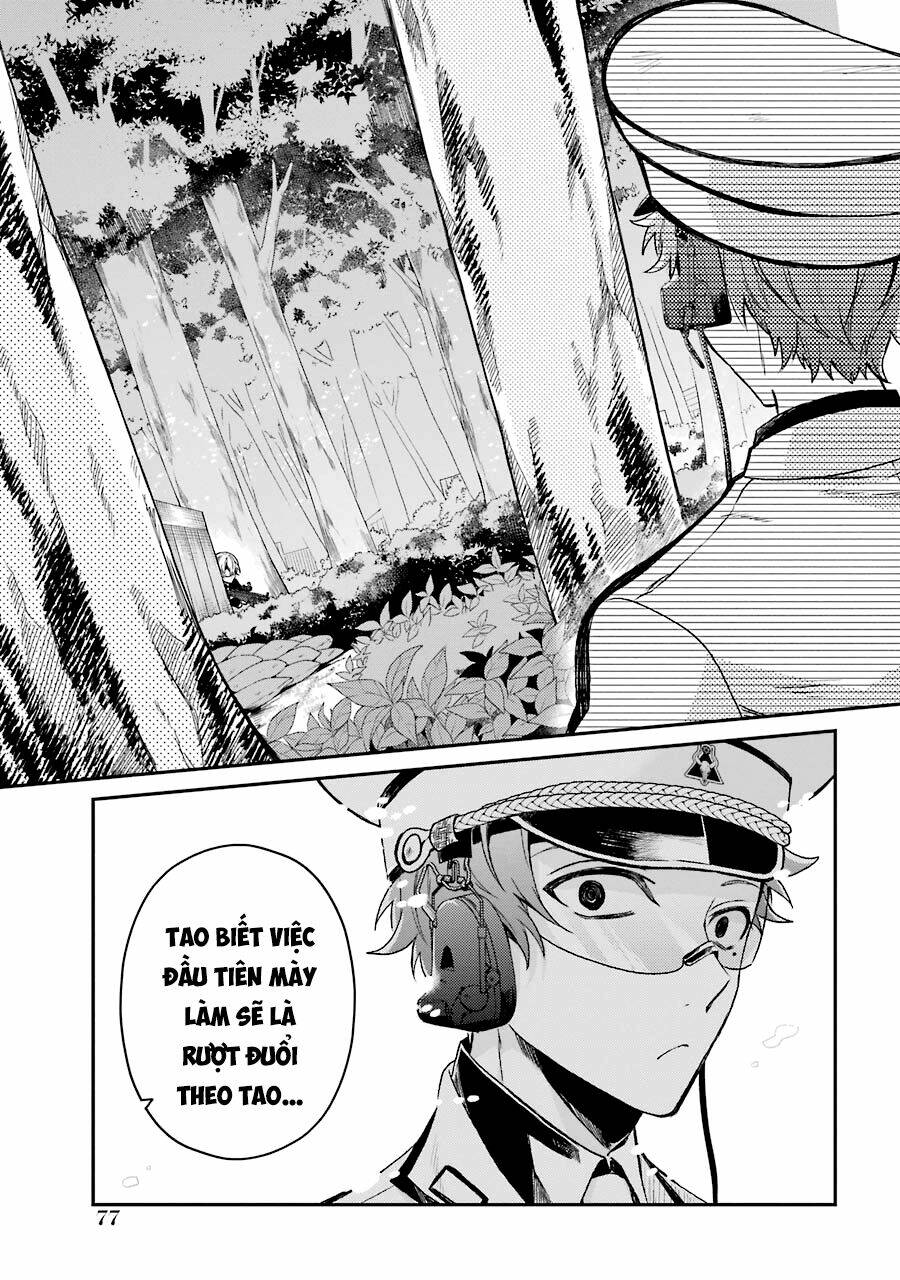 TAO BIẾT VIỆC
ĐẦU TIÊN MÀY
LÀM SẼ LÀ
RƯỢT ĐUỔI
THEO TAO...
77